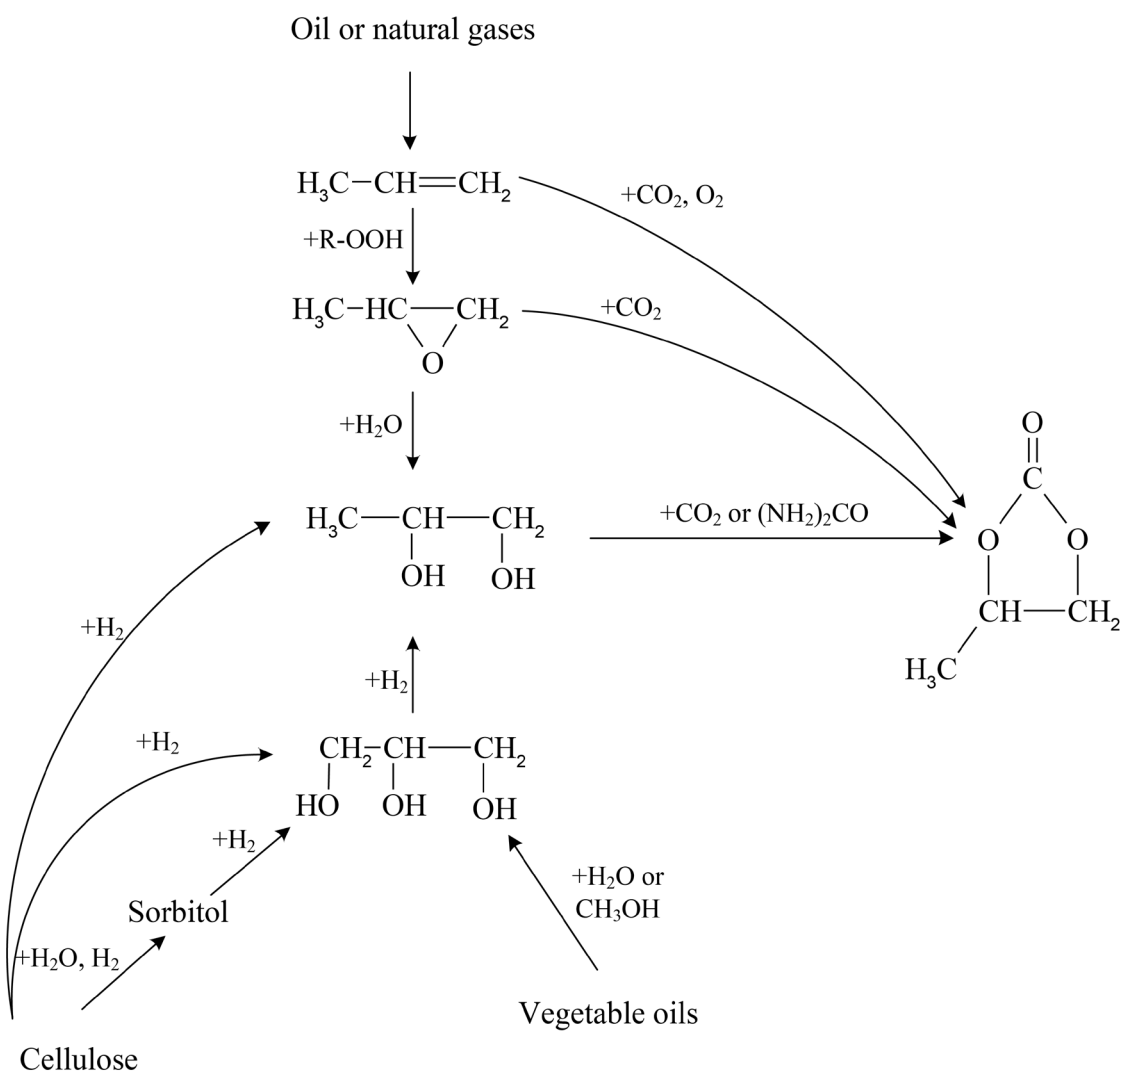 Oil or natural gases
H₃C–CH=CH₂
+CO₂, O₂
+R-OOH
H₃C–HC–CH₂
O
+CO₂
+H₂O
H₃C–CH–CH₂
OH OH
+CO₂ or (NH₂)₂CO
O
C
O O
CH–CH₂
H₃C
+H₂
+H₂
+H₂
CH₂–CH–CH₂
HO OH OH
+H₂
Sorbitol
+H₂O or
CH₃OH
+H₂O, H₂
Vegetable oils
Cellulose